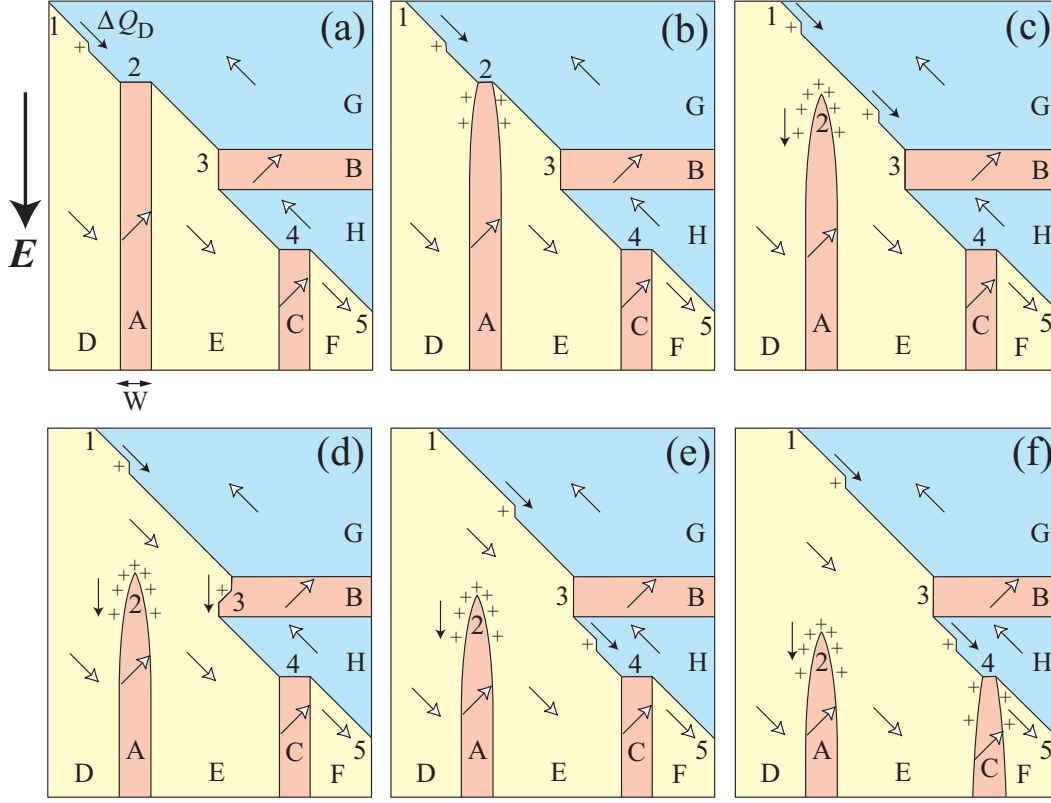 1 ΔQ_D (a)
+
2
G
E
3 B
4 H
A C 5
D E F
W
1 (b)
2
+ +
+ +
G
3 B
4 H
A C 5
D E F
1 (c)
+ + +
+ + +
+ 2 +
G
3 B
4 H
A C 5
D E F
1 (d)
+
G
+ + +
+ + +
+ 2 + 3 B
4 H
A C 5
D E F
1 (e)
+
G
+ + +
+ +
+ 2 +
3 B
+ 4 H
A C 5
D E F
1 (f)
+
G
3 B
+ + +
+ +
+ 2 +
4 H
+ +
+ +
A C 5
D E F